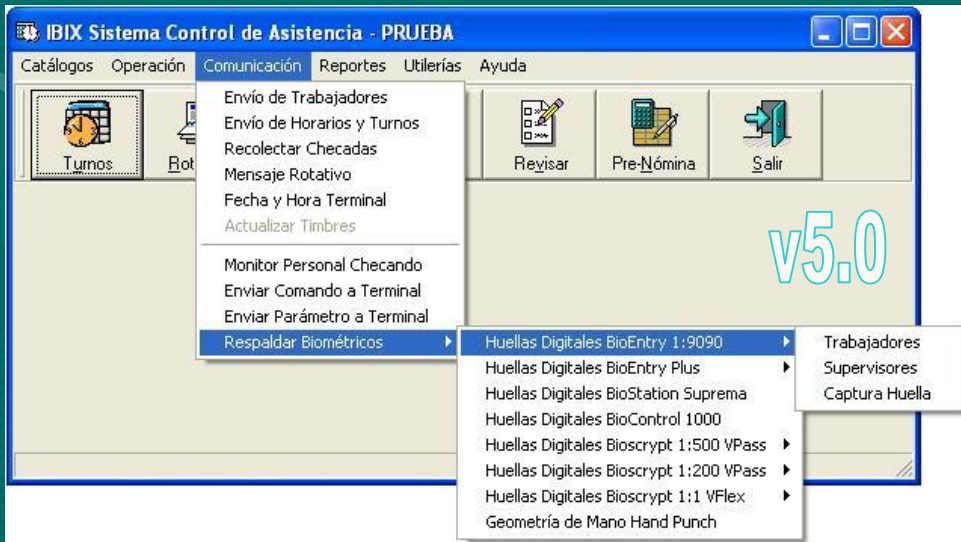 IBIX Sistema Control de Asistencia - PRUEBA
Catálogos Operación Comunicación Reportes Utilerías Ayuda
Turnos Rot Revisar Pre-Nómina Salir
Envío de Trabajadores
Envío de Horarios y Turnos
Recolectar Checadas
Mensaje Rotativo
Fecha y Hora Terminal
Actualizar Timbres
Monitor Personal Checando
Enviar Comando a Terminal
Enviar Parámetro a Terminal
Respaldar Biométricos
v5.0
Huellas Digitales BioEntry 1:9090
Huellas Digitales BioEntry Plus
Huellas Digitales BioStation Suprema
Huellas Digitales BioControl 1000
Huellas Digitales Bioscrypt 1:500 VPass
Huellas Digitales Bioscrypt 1:200 VPass
Huellas Digitales Bioscrypt 1:1 VFlex
Geometría de Mano Hand Punch
Trabajadores
Supervisores
Captura Huella